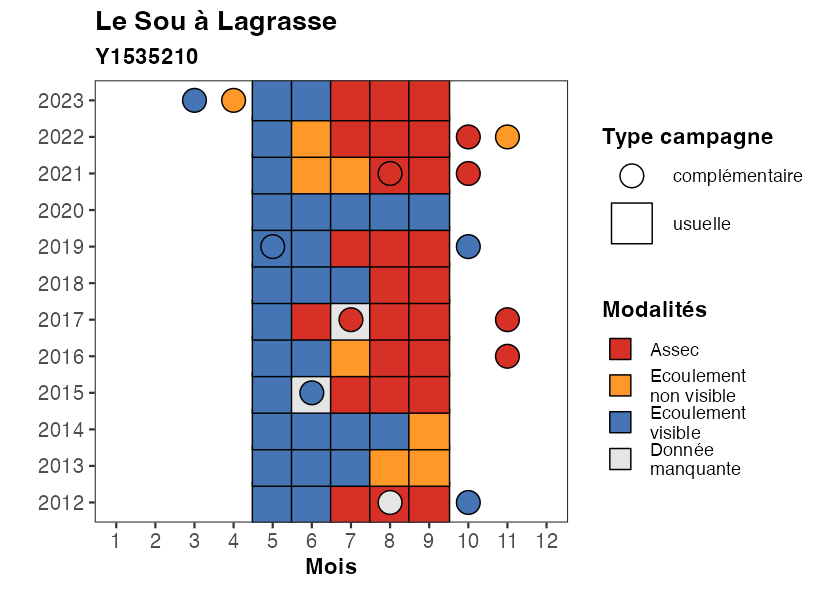 Le Sou à Lagrasse
Y1535210
2023
2022
2021
2020
2019
2018
2017
2016
2015
2014
2013
2012
1 2 3 4 5 6 7 8 9 10 11 12
Mois
Type campagne
complémentaire
usuelle
Modalités
Assec
Ecoulement
non visible
Ecoulement
visible
Donnée
manquante